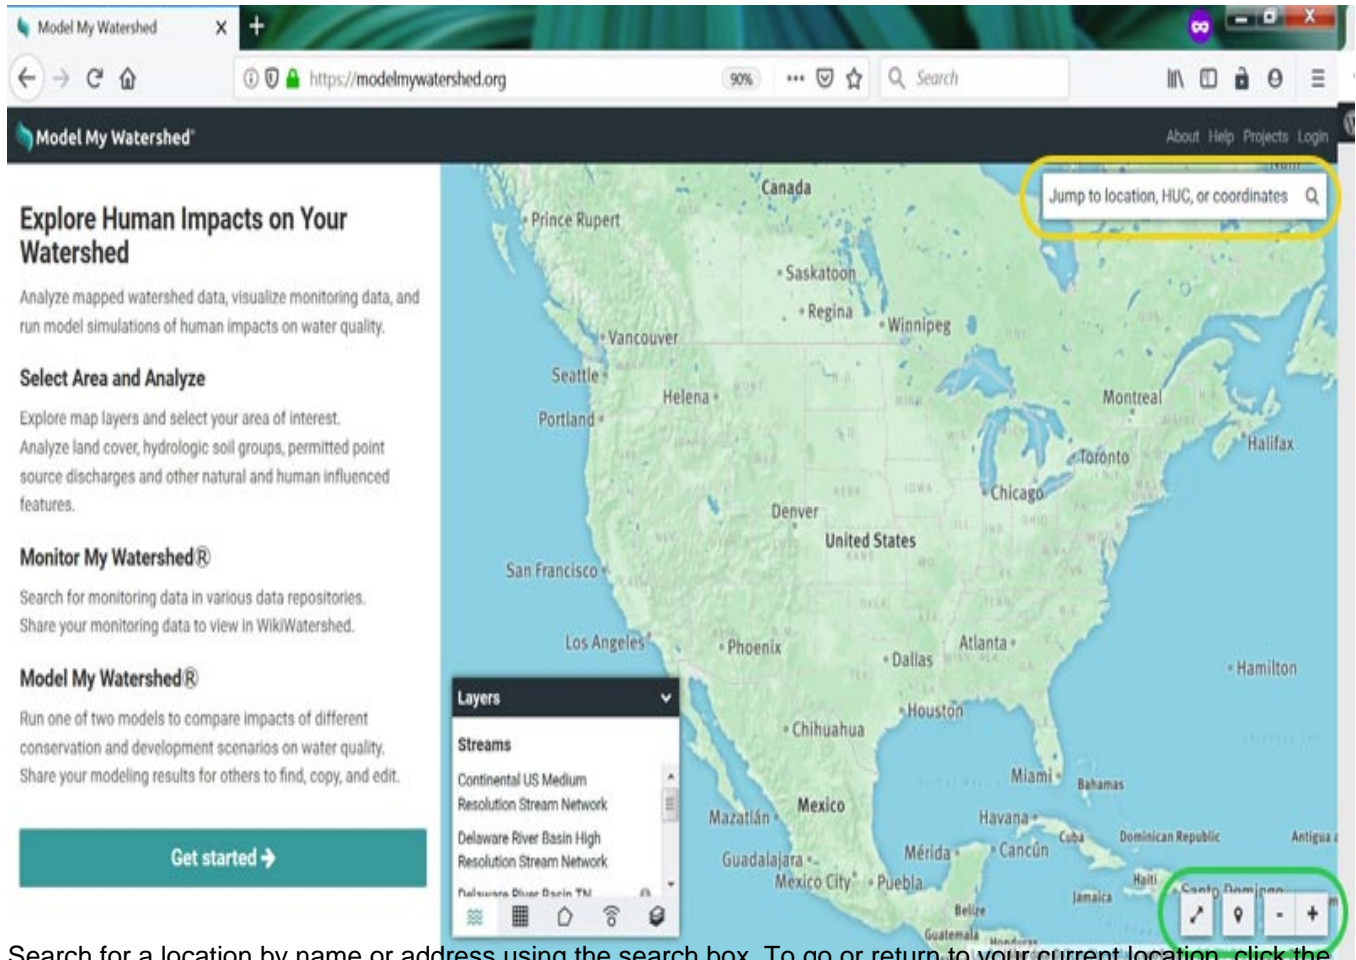 Model My Watershed X +
https://modelmywatershed.org 90% ... Search
Model My Watershed®
About Help Projects Login
Explore Human Impacts on Your
Watershed
Analyze mapped watershed data, visualize monitoring data, and
run model simulations of human impacts on water quality.
Select Area and Analyze
Explore map layers and select your area of interest.
Analyze land cover, hydrologic soil groups, permitted point
source discharges and other natural and human influenced
features.
Monitor My Watershed®
Search for monitoring data in various data repositories.
Share your monitoring data to view in WikiWatershed.
Model My Watershed®
Run one of two models to compare impacts of different
conservation and development scenarios on water quality.
Share your modeling results for others to find, copy, and edit.
Get started
Jump to location, HUC, or coordinates
Canada
Prince Rupert
Saskatoon
Regina
Winnipeg
Vancouver
Seattle
Helena
Montreal
Portland
Halifax
Toronto
Chicago
IOWA
OHIO
Denver
United States
San Francisco
Los Angeles
Phoenix
Atlanta
Dallas
Hamilton
Houston
Chihuahua
Miami
Bahamas
Mexico
Mazatlán
Havana
Cuba
Dominican Republic
Antigua
Mérida
Cancún
Guadalajara
Mexico City
Puebla
Haiti
Santo Domingo
Jamaica
Belize
Guatemala
Honduras
Layers
Streams
Continental US Medium
Resolution Stream Network
Delaware River Basin High
Resolution Stream Network
Delaware River Basin TN
- +
Search for a location by name or address using the search box. To go or return to your current location, click the